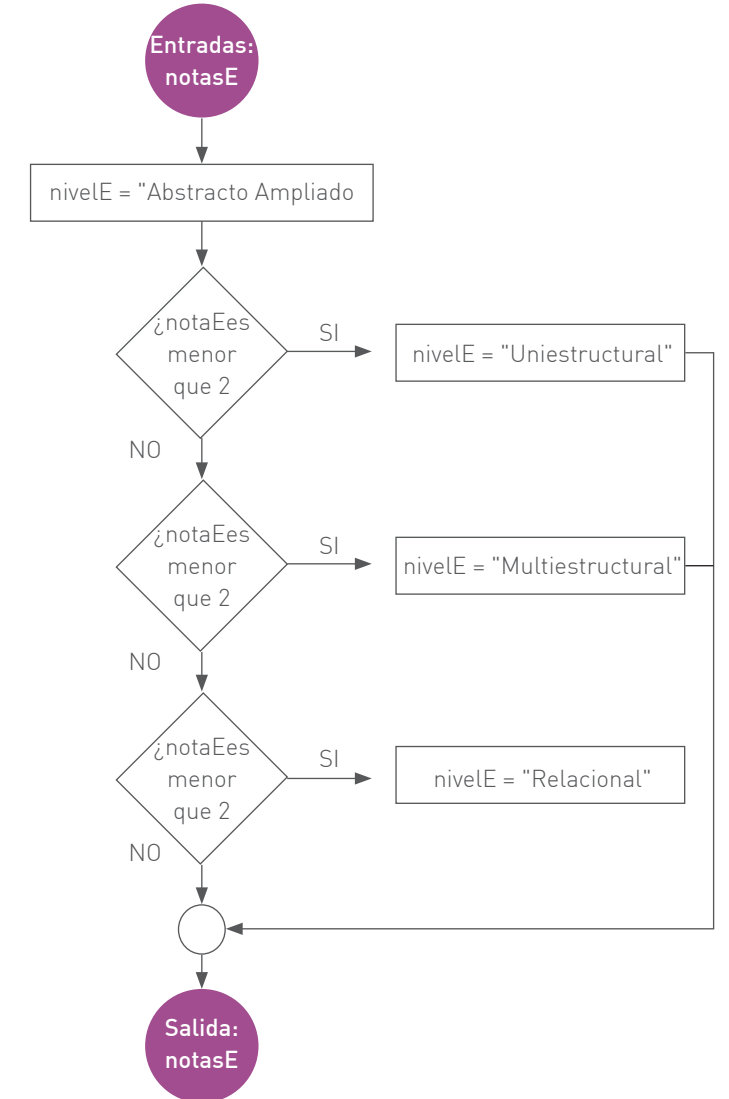 Entradas:
notasE
nivelE = "Abstracto Ampliado
¿notaEes
menor
que 2
SI
nivelE = "Uniestructural"
NO
¿notaEes
menor
que 2
SI
nivelE = "Multiestructural"
NO
¿notaEes
menor
que 2
SI
nivelE = "Relacional"
NO
Salida:
notasE